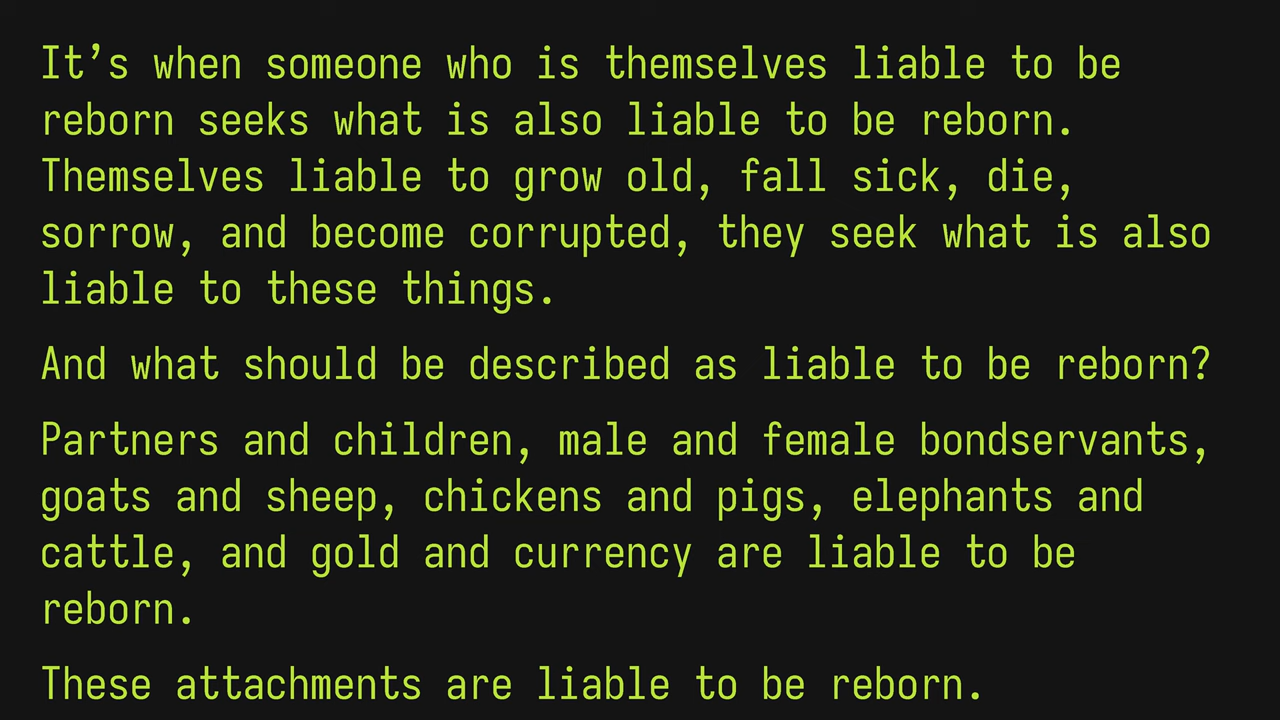 It’s when someone who is themselves liable to be
reborn seeks what is also liable to be reborn.
Themselves liable to grow old, fall sick, die,
sorrow, and become corrupted, they seek what is also
liable to these things.
And what should be described as liable to be reborn?
Partners and children, male and female bondservants,
goats and sheep, chickens and pigs, elephants and
cattle, and gold and currency are liable to be
reborn.
These attachments are liable to be reborn.